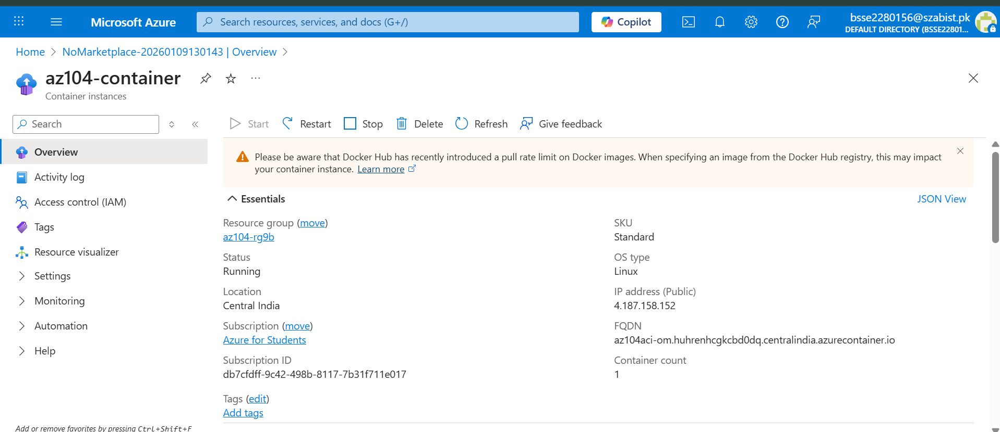 Microsoft Azure
Search resources, services, and docs (G+/)
Copilot
bsse2280156@szabist.pk
DEFAULT DIRECTORY (BSSE22801...
Home > NoMarketplace-20260109130143 | Overview >
az104-container
Container instances
Search
Overview
Activity log
Access control (IAM)
Tags
Resource visualizer
Settings
Monitoring
Automation
Help
Add or remove favorites by pressing Ctrl+Shift+F
Start Restart Stop Delete Refresh Give feedback
Please be aware that Docker Hub has recently introduced a pull rate limit on Docker images. When specifying an image from the Docker Hub registry, this may impact
your container instance. Learn more
Essentials
JSON View
Resource group (move)
az104-rg9b
Status
Running
Location
Central India
Subscription (move)
Azure for Students
Subscription ID
db7cfdff-9c42-498b-8117-7b31f711e017
SKU
Standard
OS type
Linux
IP address (Public)
4.187.158.152
FQDN
az104aci-om.huhrenhcgkcbd0dq.centralindia.azurecontainer.io
Container count
1
Tags (edit)
Add tags